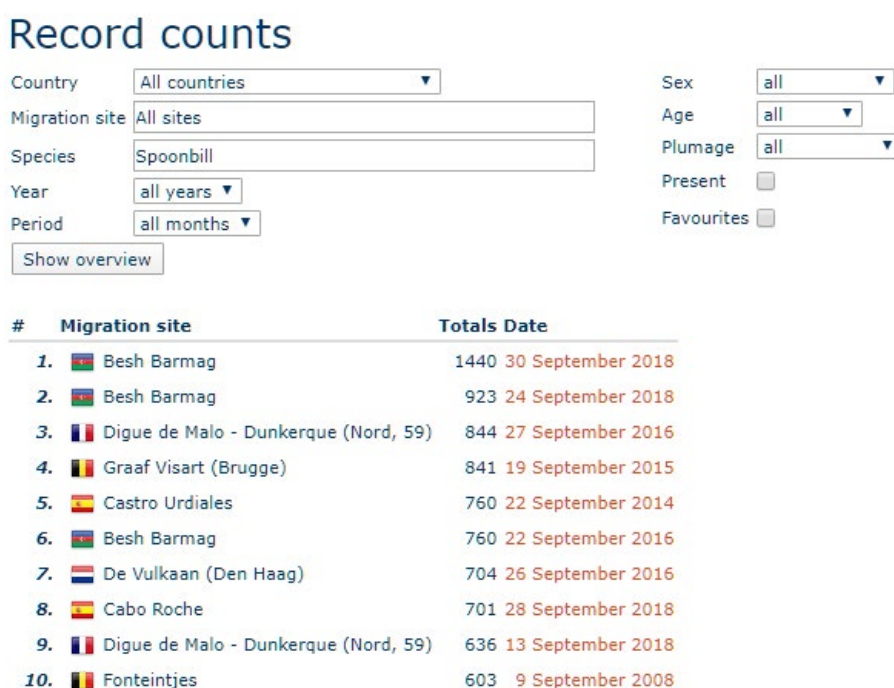 Record counts
Country All countries Sex all
Migration site All sites Age all
Species Spoonbill Plumage all
Year all years Present
Period all months Favourites
Show overview
# Migration site Totals Date
1. Besh Barmag 1440 30 September 2018
2. Besh Barmag 923 24 September 2018
3. Digue de Malo - Dunkerque (Nord, 59) 844 27 September 2016
4. Graaf Visart (Brugge) 841 19 September 2015
5. Castro Urdiales 760 22 September 2014
6. Besh Barmag 760 22 September 2016
7. De Vulkaan (Den Haag) 704 26 September 2016
8. Cabo Roche 701 28 September 2018
9. Digue de Malo - Dunkerque (Nord, 59) 636 13 September 2018
10. Fonteintjes 603 9 September 2008